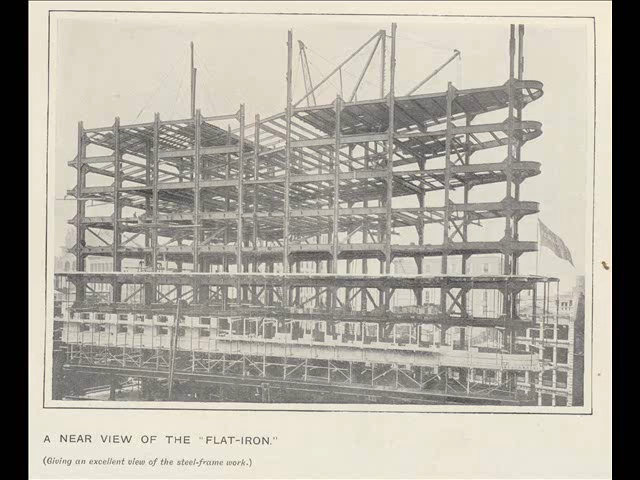 A NEAR VIEW OF THE "FLAT-IRON."
(Giving an excellent view of the steel-frame work.)